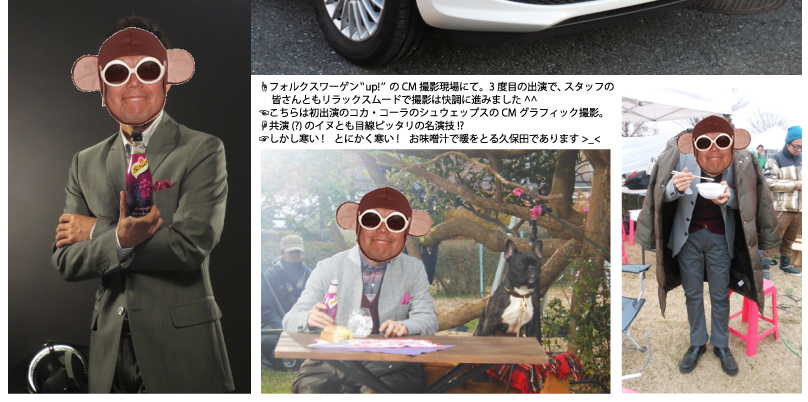 ☝フォルクスワーゲン“up!” の CM 撮影現場にて。3 度目の出演で、スタッフの
皆さんともリラックスムードで撮影は快調に進みました ^^
☜こちらは初出演のコカ・コーラのシュウェップスの CM グラフィック撮影。
☟共演 (?) のイヌとも目線ピッタリの名演技 !?
☞しかし寒い！ とにかく寒い！ お味噌汁で暖をとる久保田であります >_<